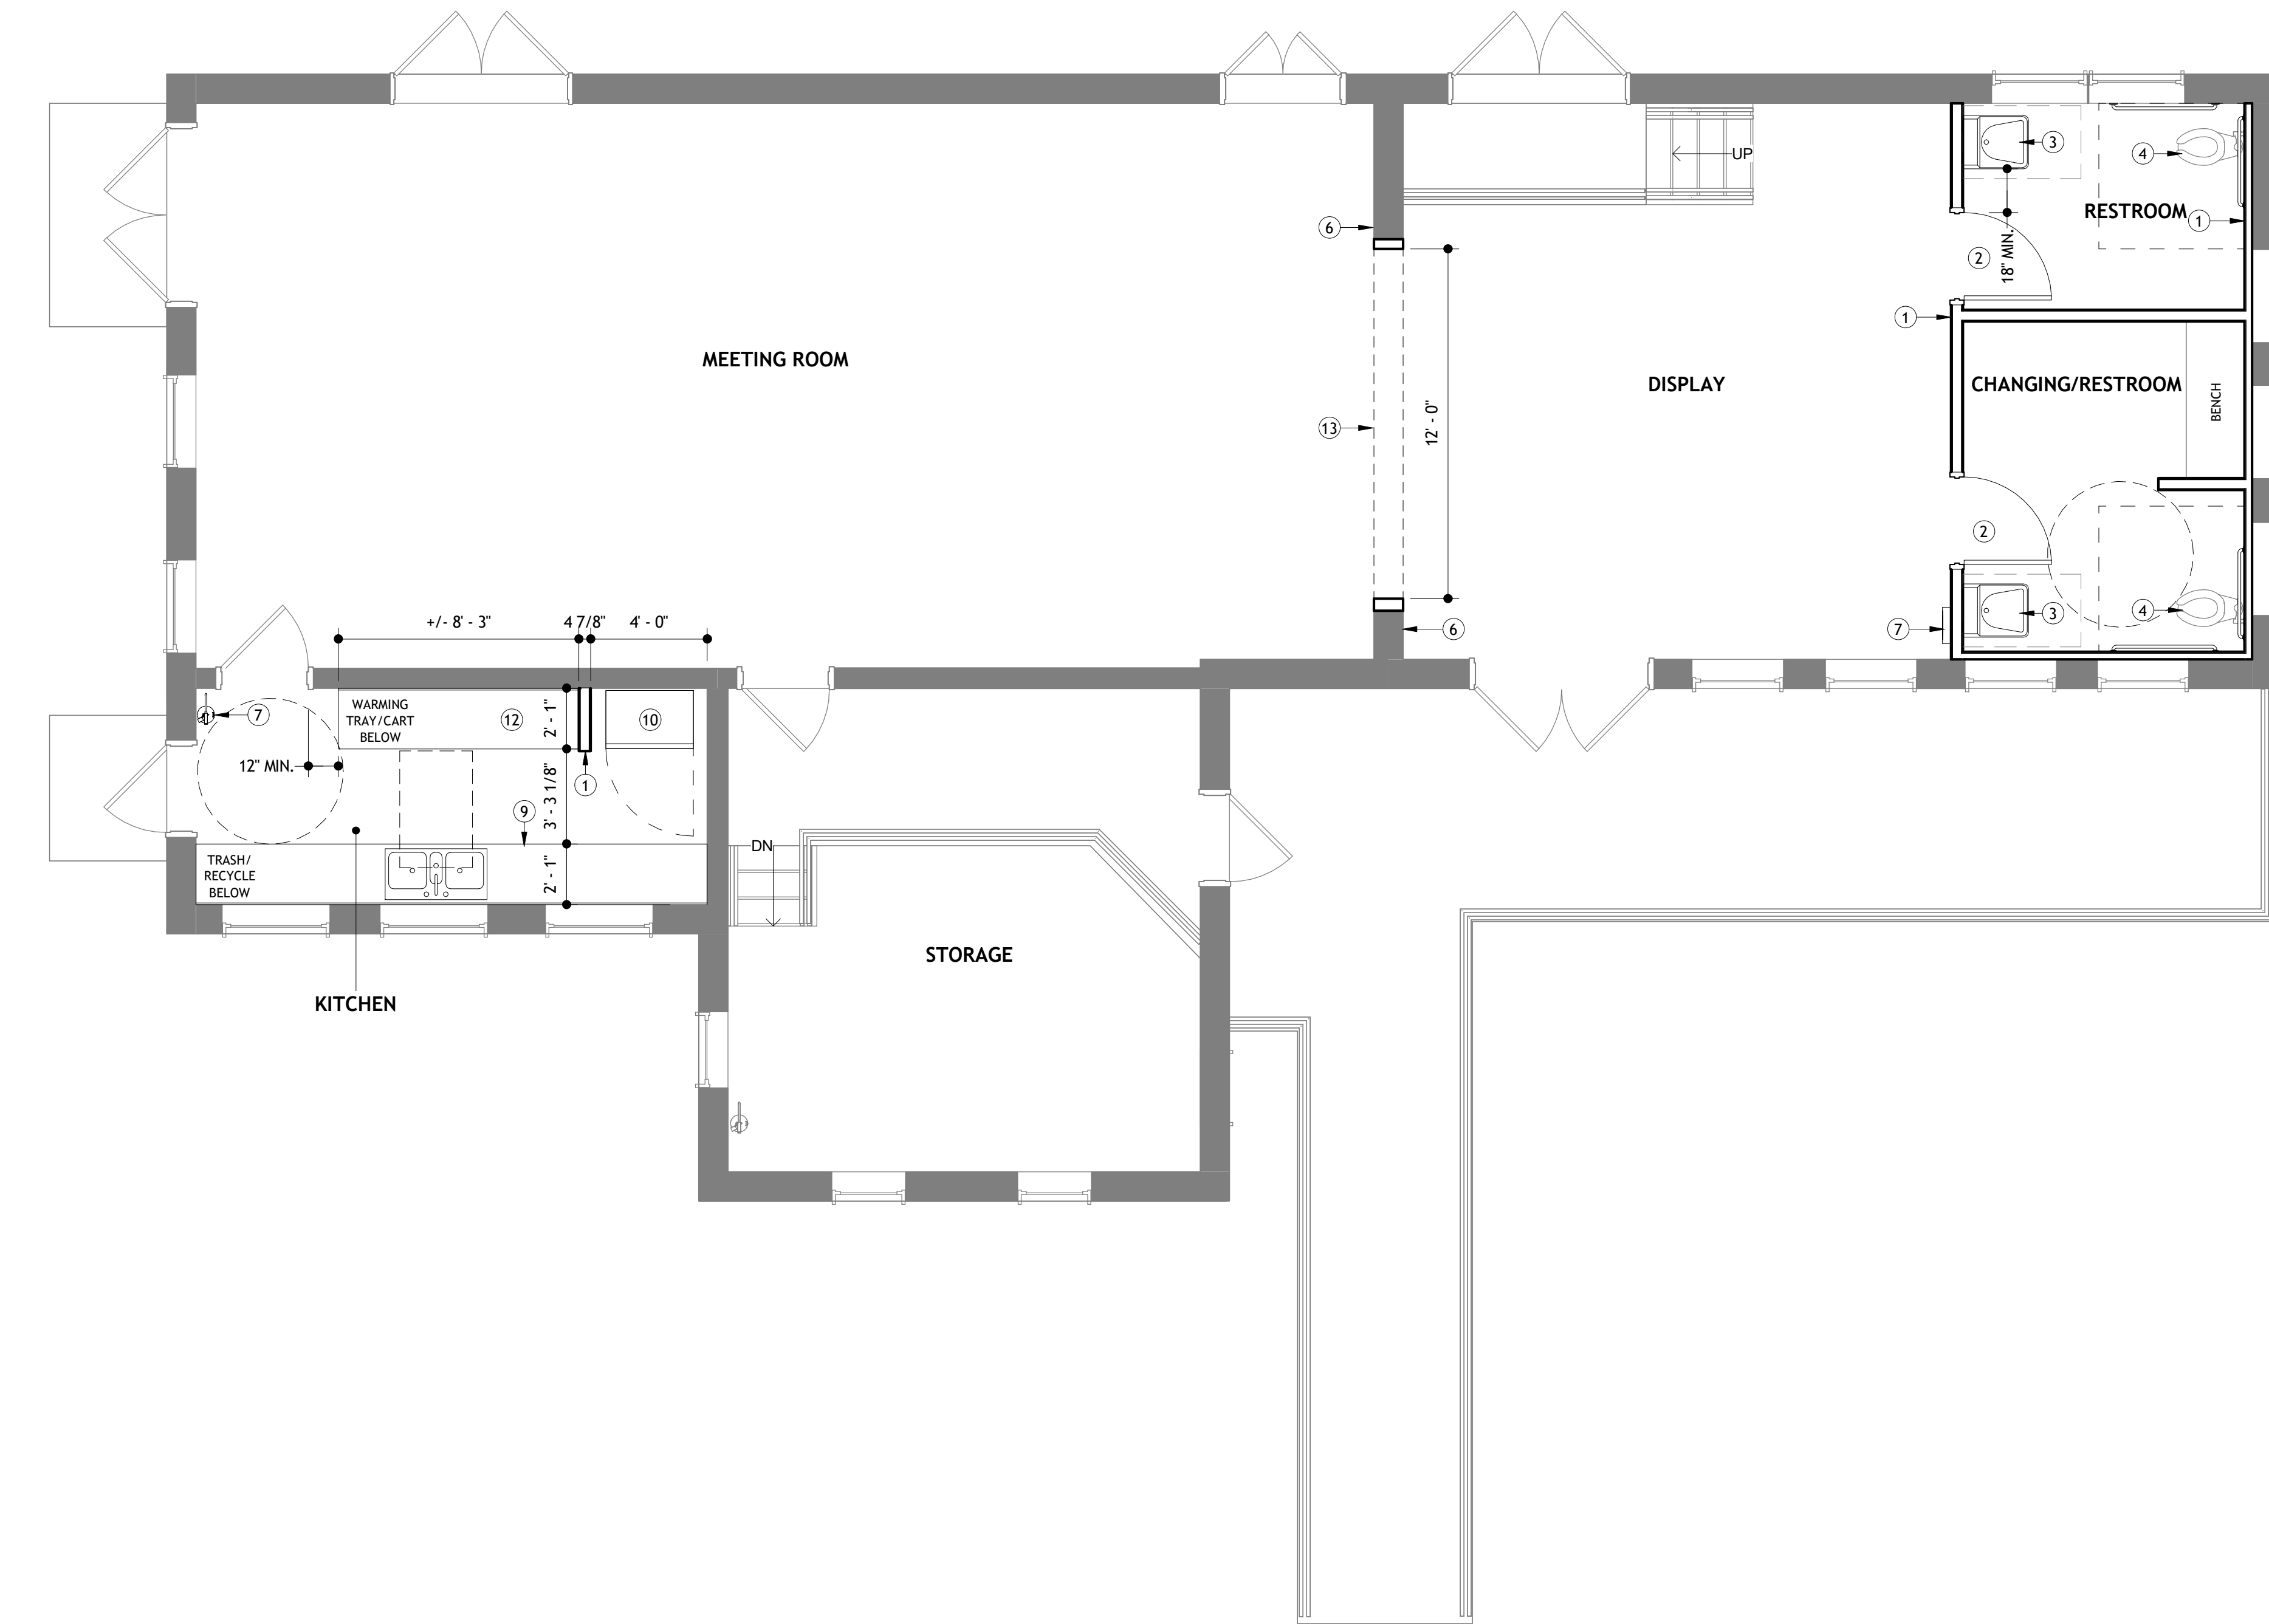 UP
3
4
RESTROOM
1
6
2
18" MIN.
1
MEETING ROOM
DISPLAY
CHANGING/RESTROOM
BENCH
13
12' - 0"
2
3
4
7
6
+/- 8' - 3"
4 7/8"
4' - 0"
WARMING
TRAY/CART
BELOW
12
2' - 1"
10
7
12" MIN.
1
3' - 3 1/8"
9
TRASH/
RECYCLE
BELOW
2' - 1"
DN
STORAGE
KITCHEN